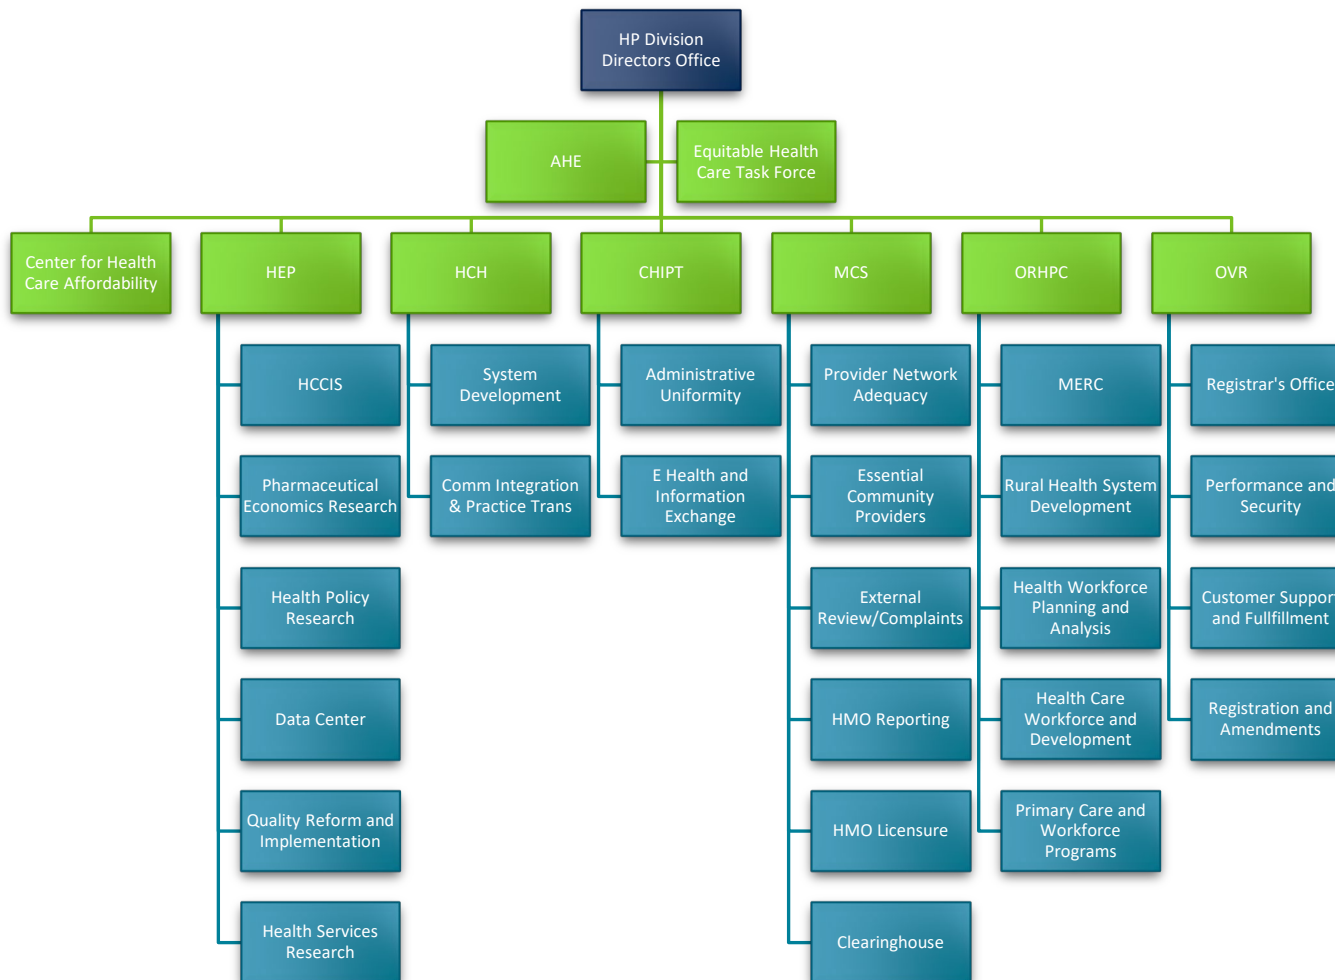 HP Division
Directors Office
AHE
Equitable Health
Care Task Force
Center for Health
Care Affordability
HEP
HCH
CHIPT
MCS
ORHPC
OVR
HCCIS
Pharmaceutical
Economics Research
Health Policy
Research
Data Center
Quality Reform and
Implementation
Health Services
Research
System
Development
Comm Integration
& Practice Trans
Administrative
Uniformity
E Health and
Information
Exchange
Provider Network
Adequacy
Essential
Community
Providers
External
Review/Complaints
HMO Reporting
HMO Licensure
Clearinghouse
MERC
Rural Health System
Development
Health Workforce
Planning and
Analysis
Health Care
Workforce and
Development
Primary Care and
Workforce
Programs
Registrar's Office
Performance and
Security
Customer Support
and Fullfillment
Registration and
Amendments